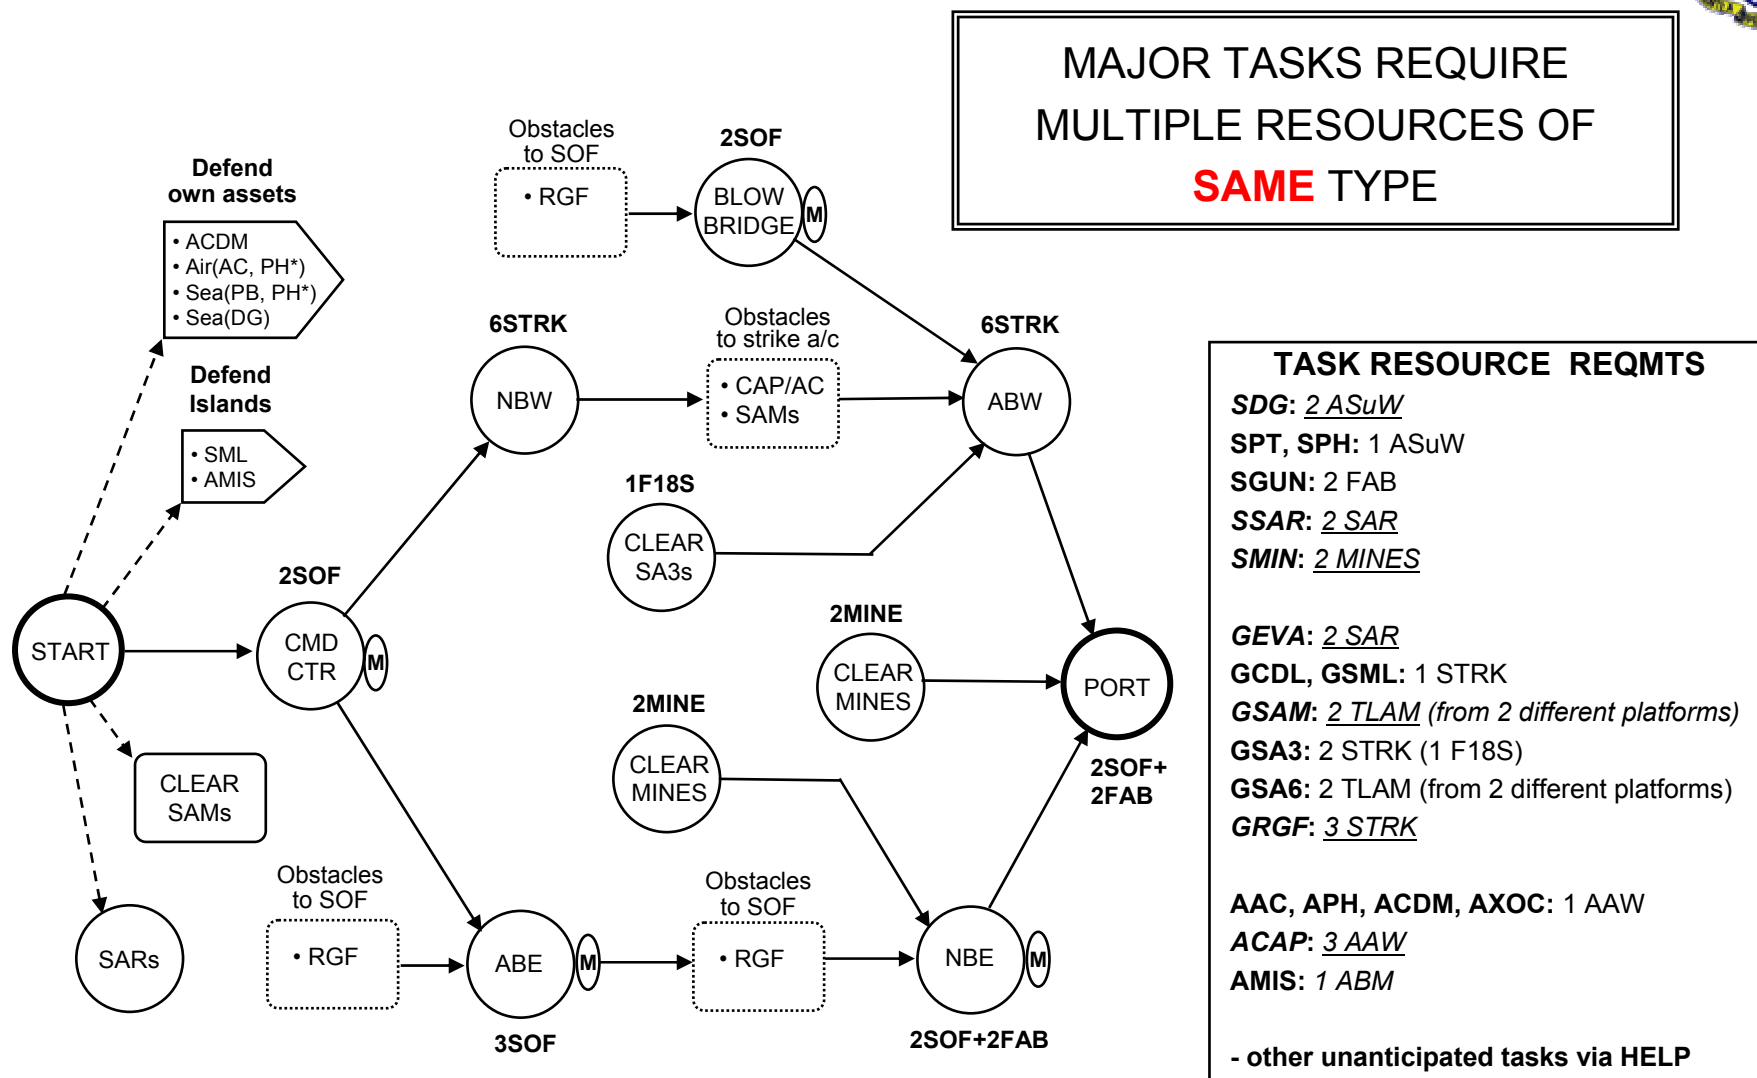 MAJOR TASKS REQUIRE
MULTIPLE RESOURCES OF
SAME TYPE
Obstacles
to SOF
• RGF
2SOF
BLOW
BRIDGE
M
Defend
own assets
• ACDM
• Air(AC, PH*)
• Sea(PB, PH*)
• Sea(DG)
Defend
Islands
• SML
• AMIS
6STRK
NBW
Obstacles
to strike a/c
• CAP/AC
• SAMs
6STRK
ABW
1F18S
CLEAR
SA3s
START
2SOF
CMD
CTR
M
2MINE
CLEAR
MINES
PORT
2SOF+
2FAB
2MINE
CLEAR
MINES
CLEAR
SAMs
SARs
Obstacles
to SOF
• RGF
ABE
M
3SOF
Obstacles
to SOF
• RGF
NBE
M
2SOF+2FAB
TASK RESOURCE REQMTS
SDG: 2 ASuW
SPT, SPH: 1 ASuW
SGUN: 2 FAB
SSAR: 2 SAR
SMIN: 2 MINES
GEVA: 2 SAR
GCDL, GSML: 1 STRK
GSAM: 2 TLAM (from 2 different platforms)
GSA3: 2 STRK (1 F18S)
GSA6: 2 TLAM (from 2 different platforms)
GRGF: 3 STRK
AAC, APH, ACDM, AXOC: 1 AAW
ACAP: 3 AAW
AMIS: 1 ABM
- other unanticipated tasks via HELP